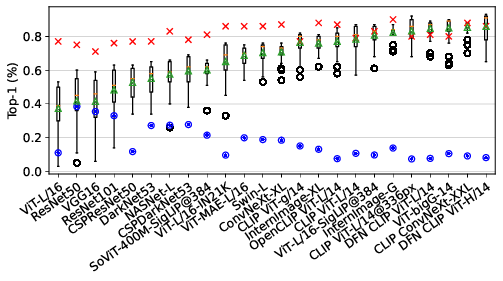 Top-1 (%)
0.8
0.6
0.4
0.2
0.0
ViT-L/16
ResNet50
VGG16
ResNet101
CSPResNet50
DarkNet53
NASNet-L
CSPDarkNet53
SoViT-400M-SigLIP@384
ViT-L/16-IN21K
ViT-MAE-L/16
Swin-L
ConvNeXt-XL
CLIP ViT-g/14
InternImage-XL
OpenCLIP ViT-L/14
CLIP ViT-L/14
ViT-L/16-SigLIP@384
InternImage-G
CLIP ViT-L/14@336px
DFN CLIP ViT-L/14
ViT-bigG-14
CLIP ConvNeXt-XXL
DFN CLIP ViT-H/14